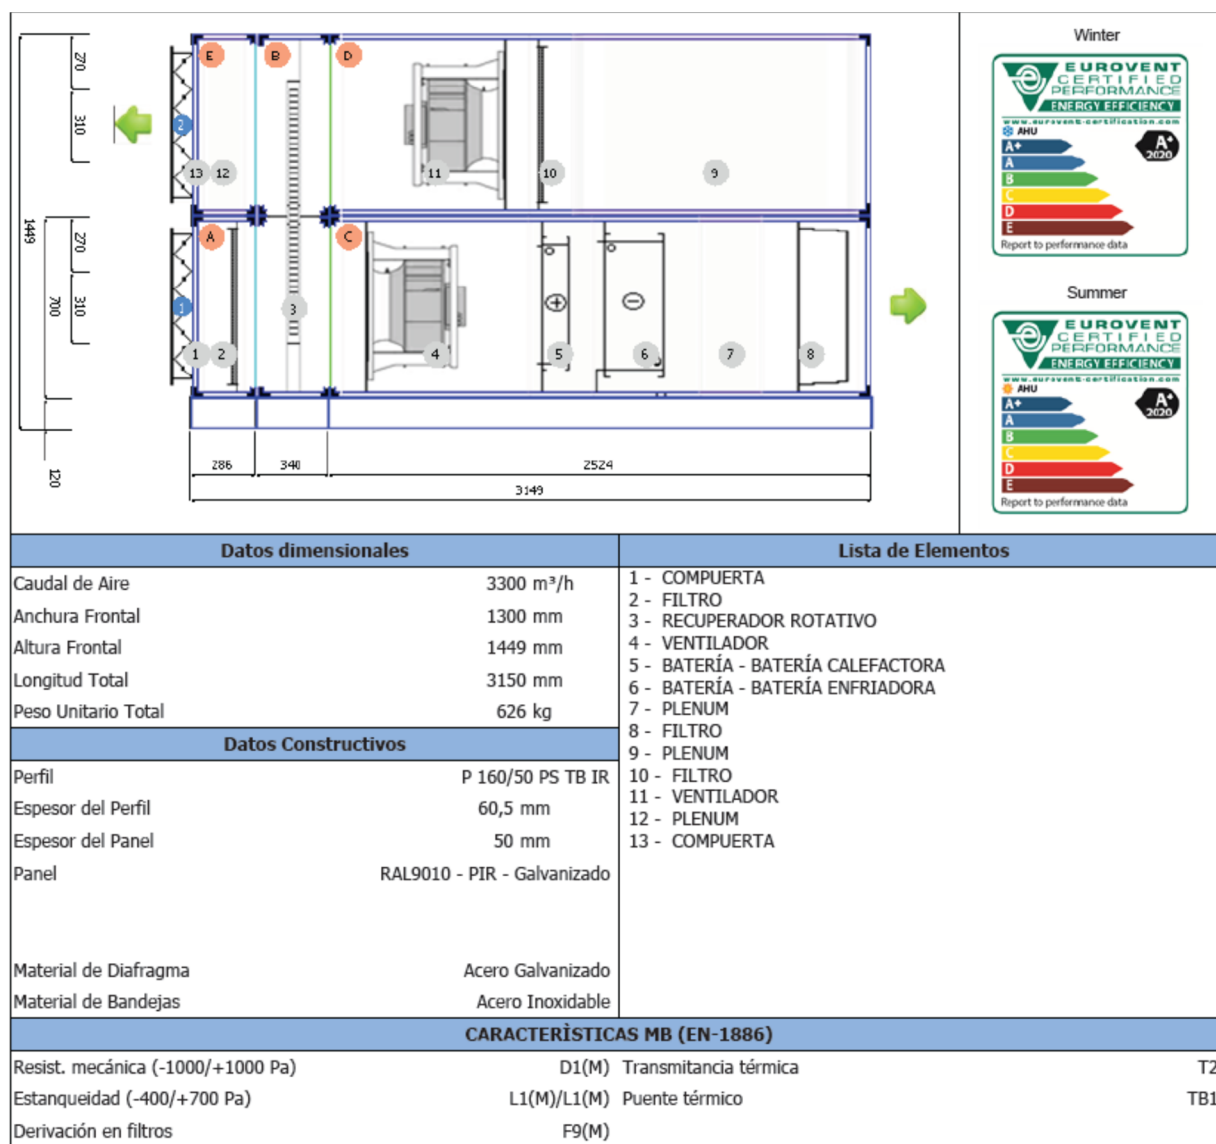 Winter
EUROVENT
CERTIFIED
PERFORMANCE
ENERGY EFFICIENCY
www.eurovent-certification.com
AHU
A+
A+
2020
A
B
C
D
E
Report to performance data
Summer
EUROVENT
CERTIFIED
PERFORMANCE
ENERGY EFFICIENCY
www.eurovent-certification.com
AHU
A+
A+
2020
A
B
C
D
E
Report to performance data
E
B
D
270
310
2
13
12
11
10
9
1449
A
C
270
700
310
1
3
1
2
4
5
6
7
8
120
286
340
2524
3149
Datos dimensionales
Caudal de Aire 3300 m³/h
Anchura Frontal 1300 mm
Altura Frontal 1449 mm
Longitud Total 3150 mm
Peso Unitario Total 626 kg
Datos Constructivos
Perfil P 160/50 PS TB IR
Espesor del Perfil 60,5 mm
Espesor del Panel 50 mm
Panel RAL9010 - PIR - Galvanizado
Material de Diafragma Acero Galvanizado
Material de Bandejas Acero Inoxidable
Lista de Elementos
1 - COMPUERTA
2 - FILTRO
3 - RECUPERADOR ROTATIVO
4 - VENTILADOR
5 - BATERÍA - BATERÍA CALEFACTORA
6 - BATERÍA - BATERÍA ENFRIADORA
7 - PLENUM
8 - FILTRO
9 - PLENUM
10 - FILTRO
11 - VENTILADOR
12 - PLENUM
13 - COMPUERTA
CARACTERÌSTICAS MB (EN-1886)
Resist. mecánica (-1000/+1000 Pa) D1(M) Transmitancia térmica T2
Estanqueidad (-400/+700 Pa) L1(M)/L1(M) Puente térmico TB1
Derivación en filtros F9(M)